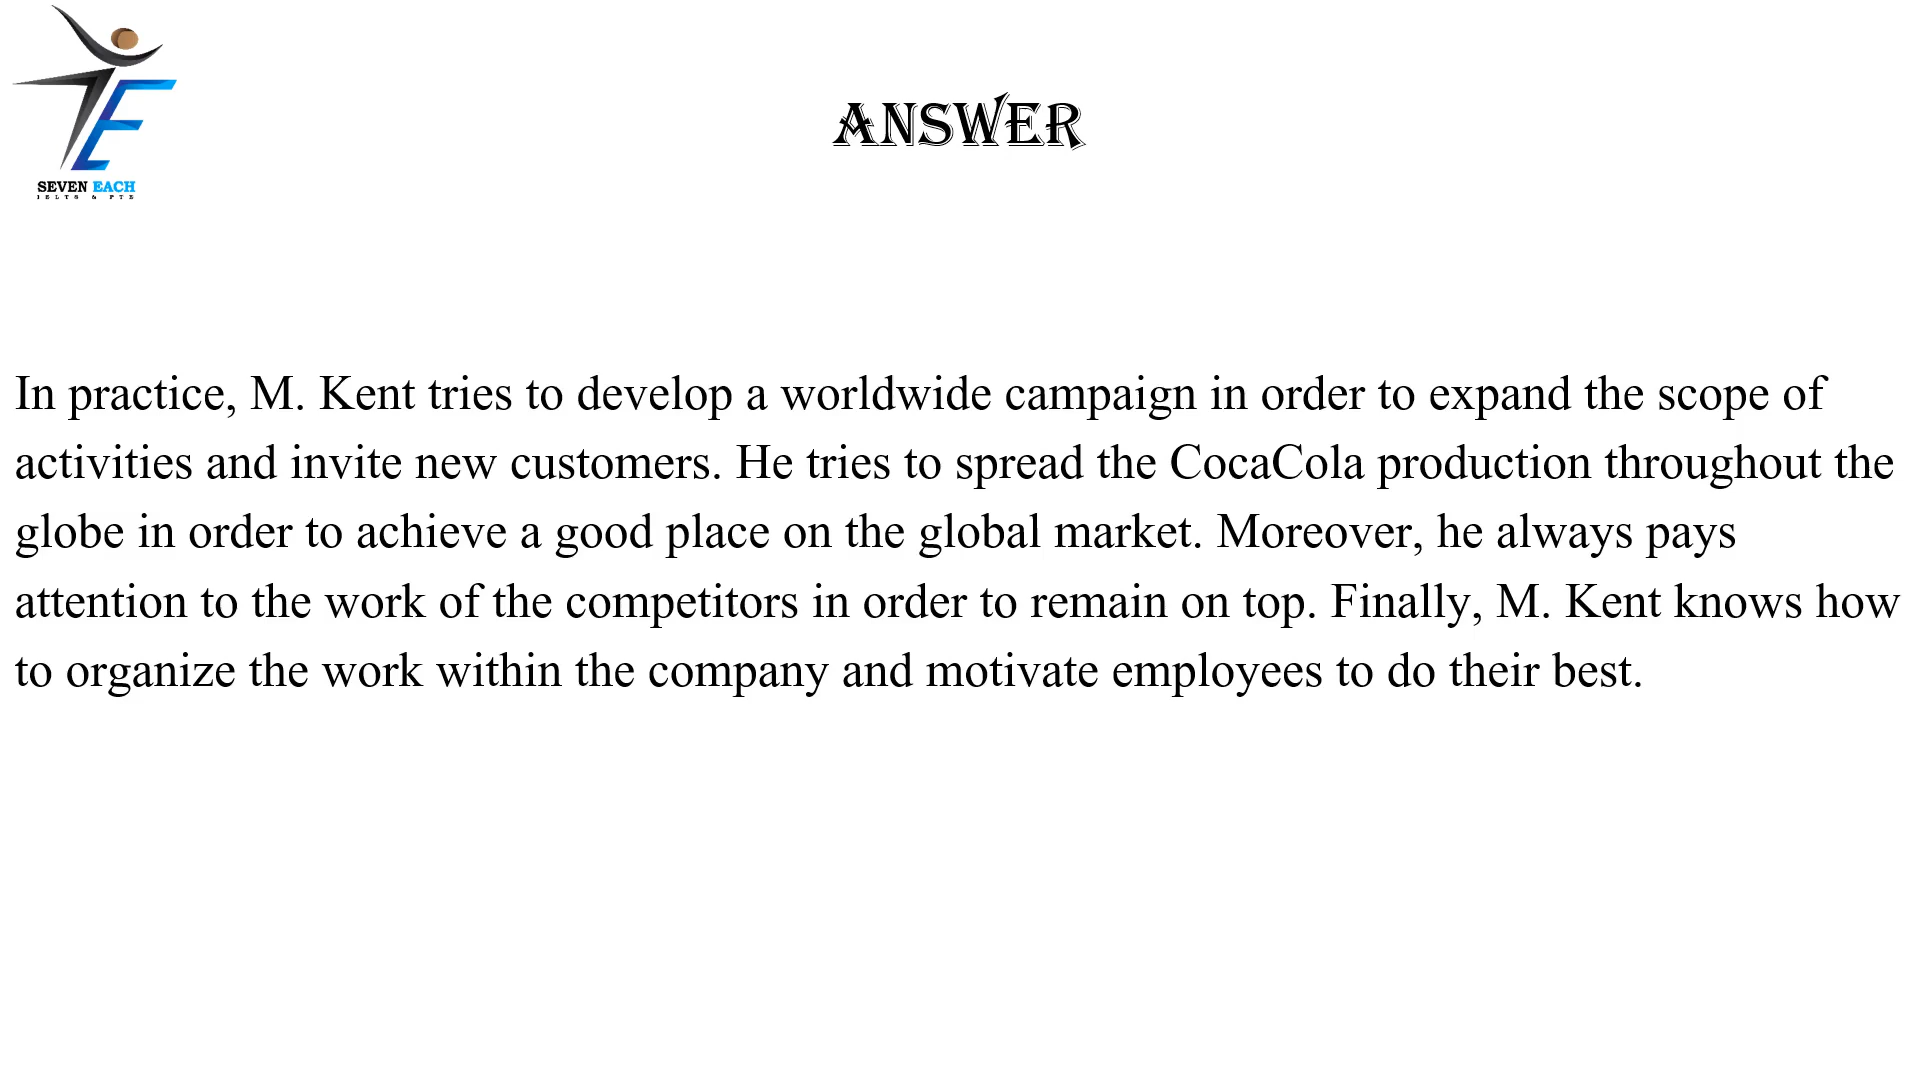 SEVEN EACH
IELTS & PTE
ANSWER
In practice, M. Kent tries to develop a worldwide campaign in order to expand the scope of
activities and invite new customers. He tries to spread the CocaCola production throughout the
globe in order to achieve a good place on the global market. Moreover, he always pays
attention to the work of the competitors in order to remain on top. Finally, M. Kent knows how
to organize the work within the company and motivate employees to do their best.